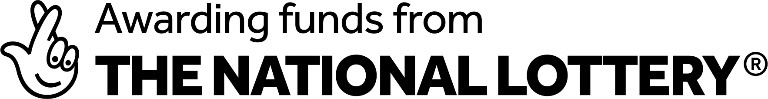 Awarding funds from
THE NATIONAL LOTTERY®